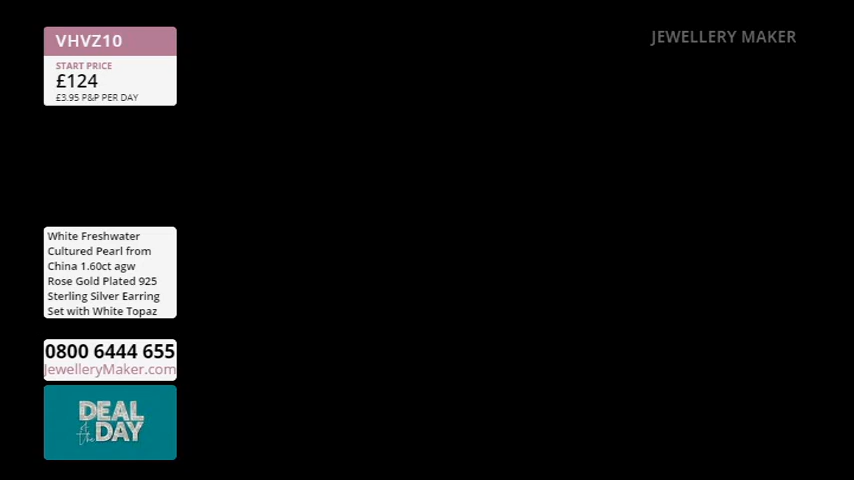 VHVZ10
START PRICE
£124
£3.95 P&P PER DAY
JEWELLERY MAKER
White Freshwater
Cultured Pearl from
China 1.60ct agw
Rose Gold Plated 925
Sterling Silver Earring
Set with White Topaz
0800 6444 655
JewelleryMaker.com
DEAL
of the
DAY